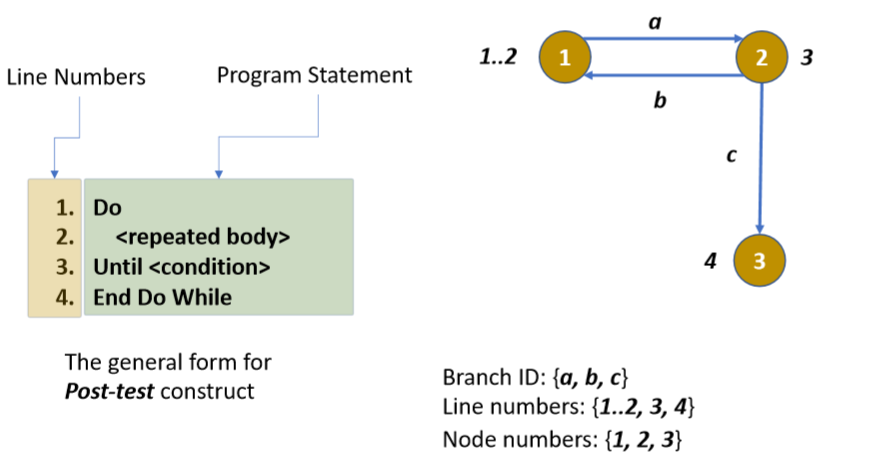 Line Numbers
Program Statement
1. Do
2. <repeated body>
3. Until <condition>
4. End Do While
The general form for
Post-test construct
a
1..2
1
2
3
b
c
4
3
Branch ID: {a, b, c}
Line numbers: {1..2, 3, 4}
Node numbers: {1, 2, 3}